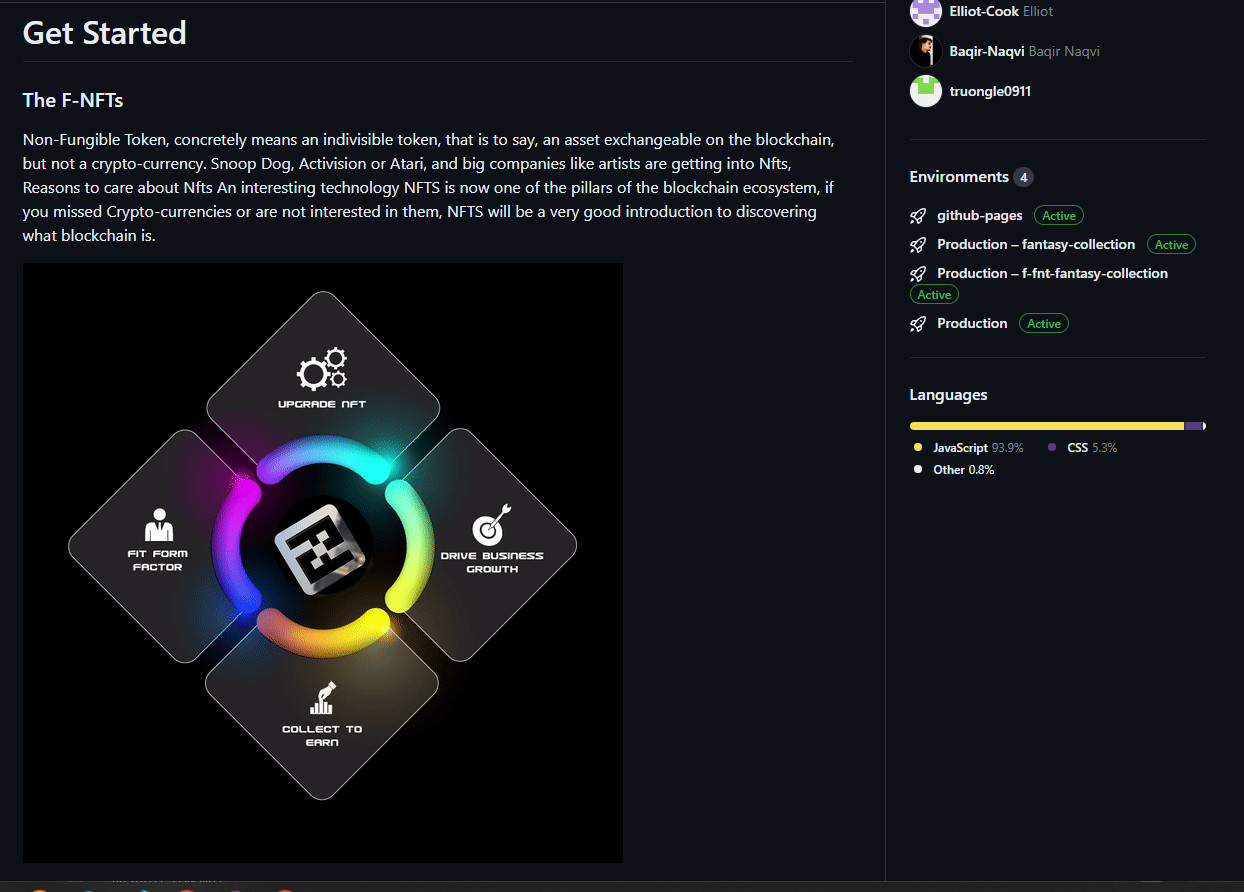 Get Started
The F-NFTs
Non-Fungible Token, concretely means an indivisible token, that is to say, an asset exchangeable on the blockchain,
but not a crypto-currency. Snoop Dog, Activision or Atari, and big companies like artists are getting into Nfts,
Reasons to care about Nfts An interesting technology NFTS is now one of the pillars of the blockchain ecosystem, if
you missed Crypto-currencies or are not interested in them, NFTS will be a very good introduction to discovering
what blockchain is.
UPGRADE NFT
FIT FORM
FACTOR
DRIVE BUSINESS
GROWTH
COLLECT TO
EARN
Elliot-Cook Elliot
Baqir-Naqvi Baqir Naqvi
truongle0911
Environments 4
github-pages Active
Production – fantasy-collection Active
Production – f-fnt-fantasy-collection
Active
Production Active
Languages
JavaScript 93.9% CSS 5.3%
Other 0.8%